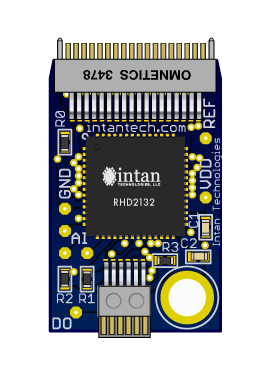 OMNETICS 3478
R0
intantech.com
REF
intan
TECHNOLOGIES, LLC
RHD2132
GND
VDD
Intan Technologies
C1
AI
R3
C2
R2
R1
DO